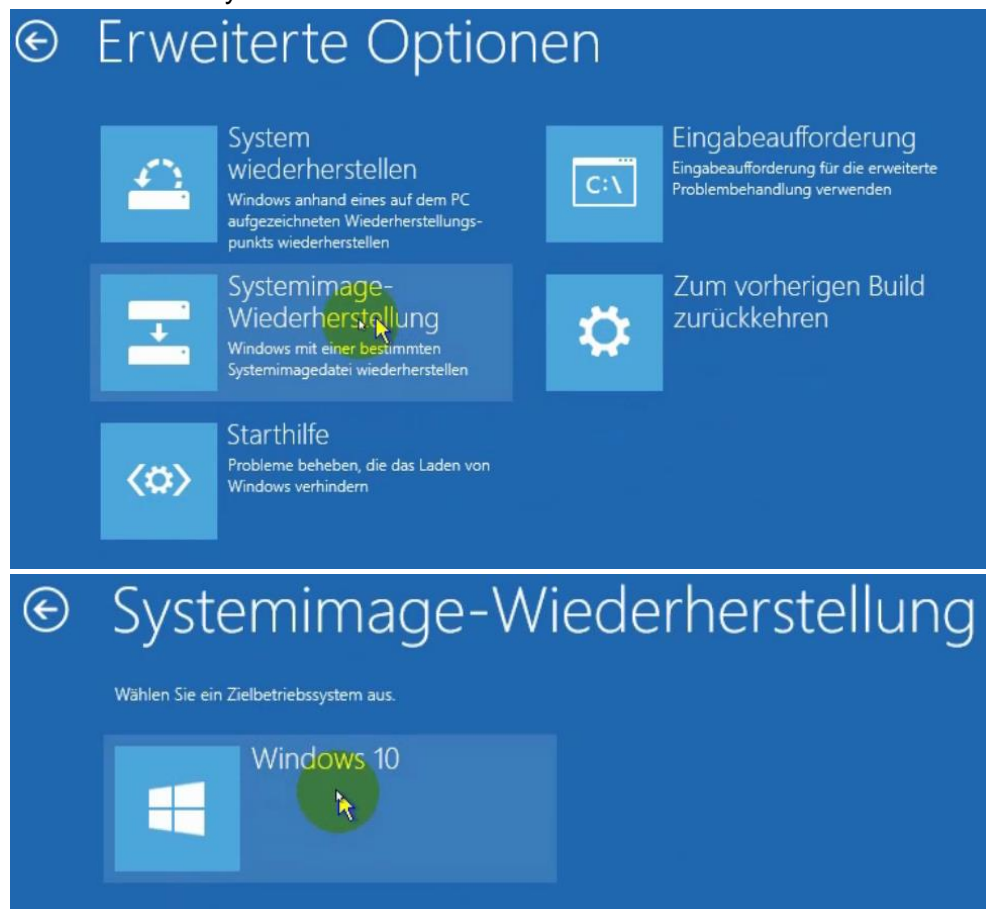 Erweiterte Optionen
System
wiederherstellen
Windows anhand eines auf dem PC
aufgezeichneten Wiederherstellungs-
punkts wiederherstellen
Eingabeaufforderung
Eingabeaufforderung für die erweiterte
Problembehandlung verwenden
C:\
Systemimage-
Wiederherstellung
Windows mit einer bestimmten
Systemimagedatei wiederherstellen
Zum vorherigen Build
zurückkehren
Starthilfe
Probleme beheben, die das Laden von
Windows verhindern
Systemimage-Wiederherstellung
Wählen Sie ein Zielbetriebssystem aus.
Windows 10